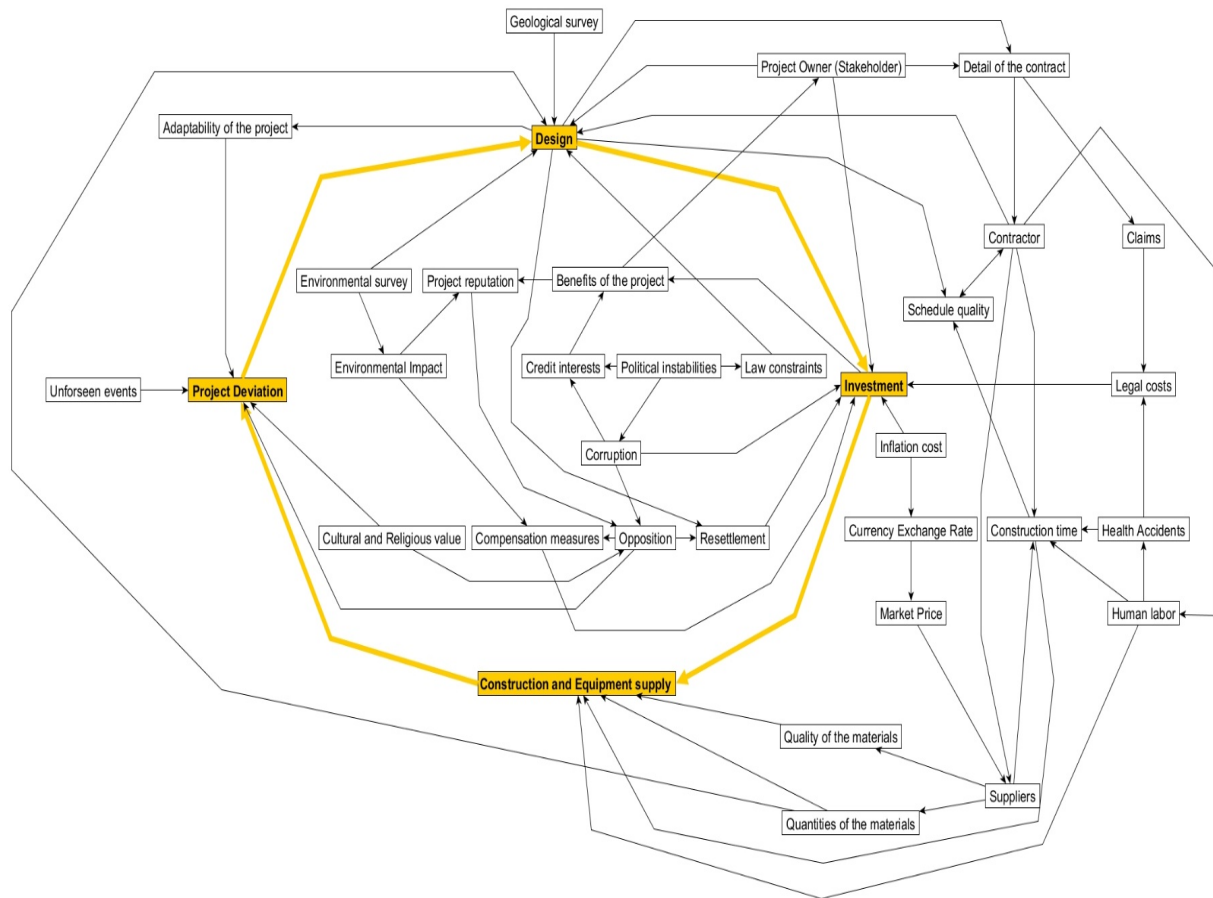 Geological survey
Project Owner (Stakeholder)
Detail of the contract
Adaptability of the project
Design
Contractor
Claims
Environmental survey
Project reputation
Benefits of the project
Schedule quality
Environmental Impact
Credit interests
Political instabilities
Law constraints
Unforseen events
Project Deviation
Investment
Legal costs
Corruption
Inflation cost
Cultural and Religious value
Compensation measures
Opposition
Resettlement
Currency Exchange Rate
Construction time
Health Accidents
Market Price
Human labor
Construction and Equipment supply
Quality of the materials
Suppliers
Quantities of the materials